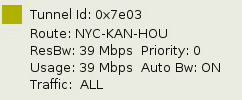 Tunnel Id: 0x7e03
Route: NYC-KAN-HOU
ResBw: 39 Mbps  Priority: 0
Usage: 39 Mbps  Auto Bw: ON
Traffic:  ALL